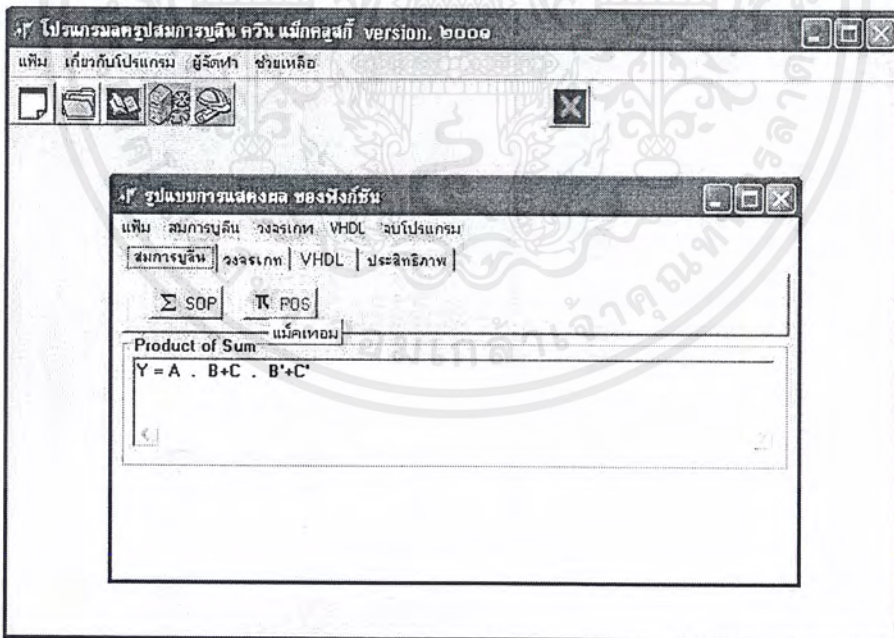 โปรแกรมลดรูปสมการบูลีน ควีน แม็กคลูสกี้ version. ๒๐๐๑
แฟ้ม เกี่ยวกับโปรแกรม ผู้จัดทำ ช่วยเหลือ
รูปแบบการแสดงผล ของฟังก์ชัน
แฟ้ม สมการบูลีน วงจรเกท VHDL จบโปรแกรม
สมการบูลีน วงจรเกท VHDL ประสิทธิภาพ
Σ SOP π POS
แม็คเทอม
Product of Sum
Y = A . B+C . B'+C'